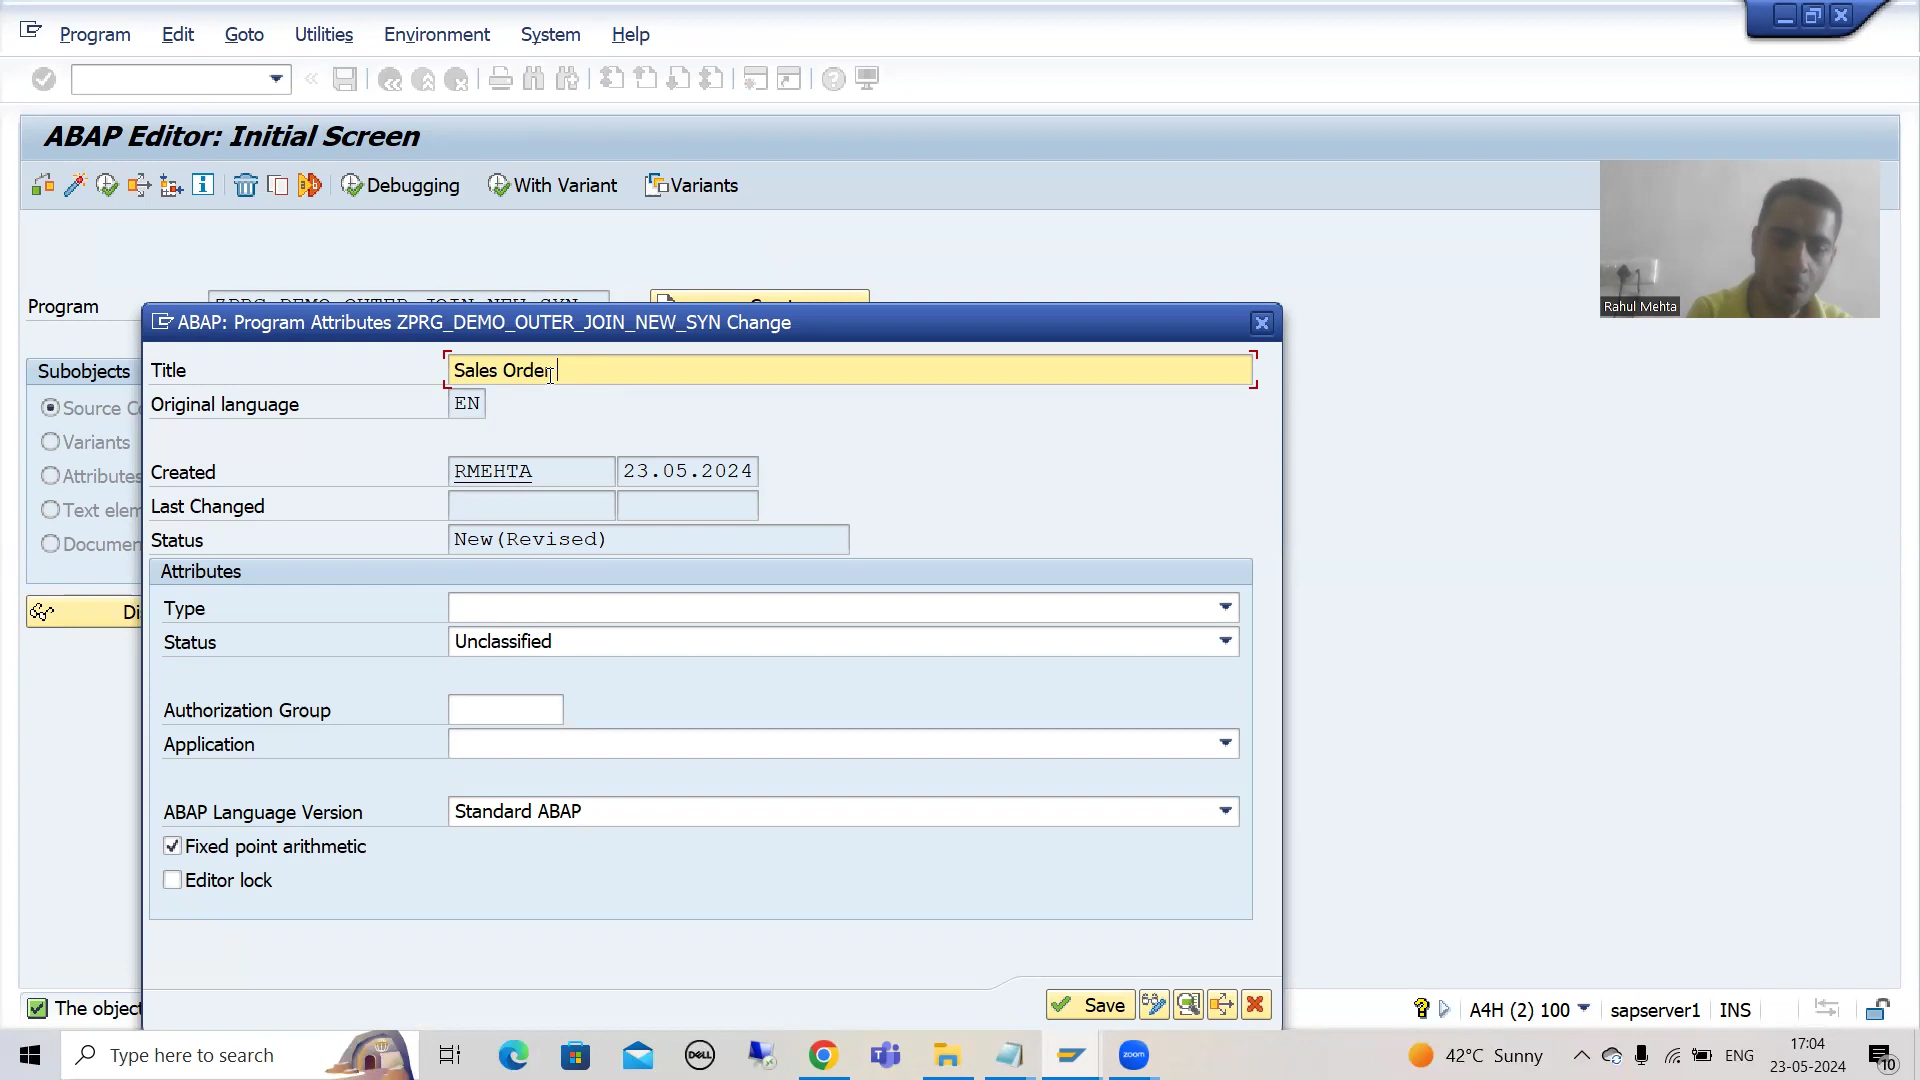 Program Edit Goto Utilities Environment System Help
ABAP Editor: Initial Screen
Debugging With Variant Variants
Rahul Mehta
Program
ABAP: Program Attributes ZPRG_DEMO_OUTER_JOIN_NEW_SYN Change
Subobjects
Title Sales Order
Original language EN
Variants
Created RMEHTA 23.05.2024
Attributes
Last Changed
Status New(Revised)
Attributes
Type
Status Unclassified
Authorization Group
Application
ABAP Language Version Standard ABAP
Fixed point arithmetic
Editor lock
Save
The object
A4H (2) 100 sapserver1 INS
Type here to search
DELL
zoom
42°C Sunny
ENG
17:04
23-05-2024
10